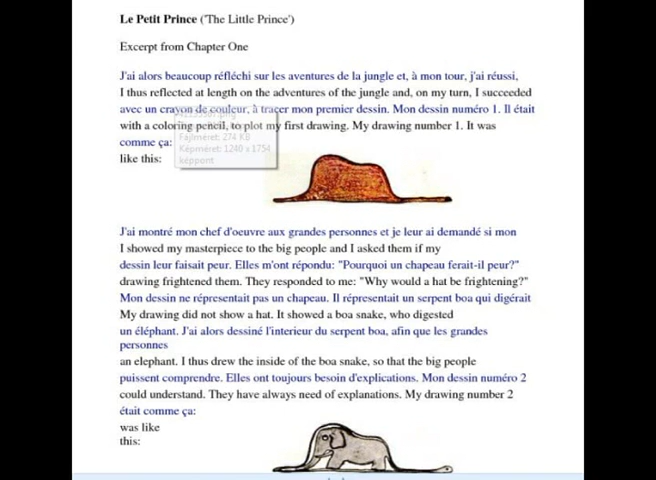 Le Petit Prince ('The Little Prince')
Excerpt from Chapter One
J'ai alors beaucoup réfléchi sur les aventures de la jungle et, à mon tour, j'ai réussi,
I thus reflected at length on the adventures of the jungle and, on my turn, I succeeded
avec un crayon de couleur, à tracer mon premier dessin. Mon dessin numéro 1. Il était
with a coloring pencil, to plot my first drawing. My drawing number 1. It was
comme ça:
Fájlméret: 274 KB
Képméret: 1240 x 1754
like this:
képpont
J'ai montré mon chef d'oeuvre aux grandes personnes et je leur ai demandé si mon
I showed my masterpiece to the big people and I asked them if my
dessin leur faisait peur. Elles m'ont répondu: "Pourquoi un chapeau ferait-il peur?"
drawing frightened them. They responded to me: "Why would a hat be frightening?"
Mon dessin ne répresentait pas un chapeau. Il répresentait un serpent boa qui digérait
My drawing did not show a hat. It showed a boa snake, who digested
un éléphant. J'ai alors dessiné l'interieur du serpent boa, afin que les grandes
personnes
an elephant. I thus drew the inside of the boa snake, so that the big people
puissent comprendre. Elles ont toujours besoin d'explications. Mon dessin numéro 2
could understand. They have always need of explanations. My drawing number 2
était comme ça:
was like
this: